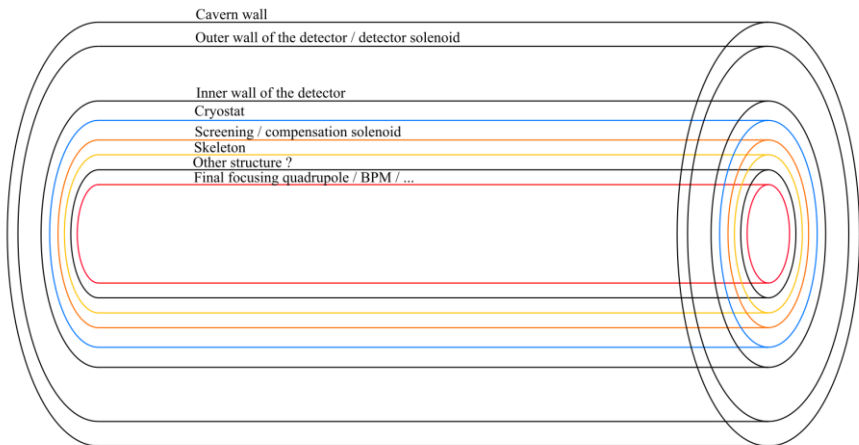 Cavern wall
Outer wall of the detector / detector solenoid
Inner wall of the detector
Cryostat
Screening / compensation solenoid
Skeleton
Other structure ?
Final focusing quadrupole / BPM / ...